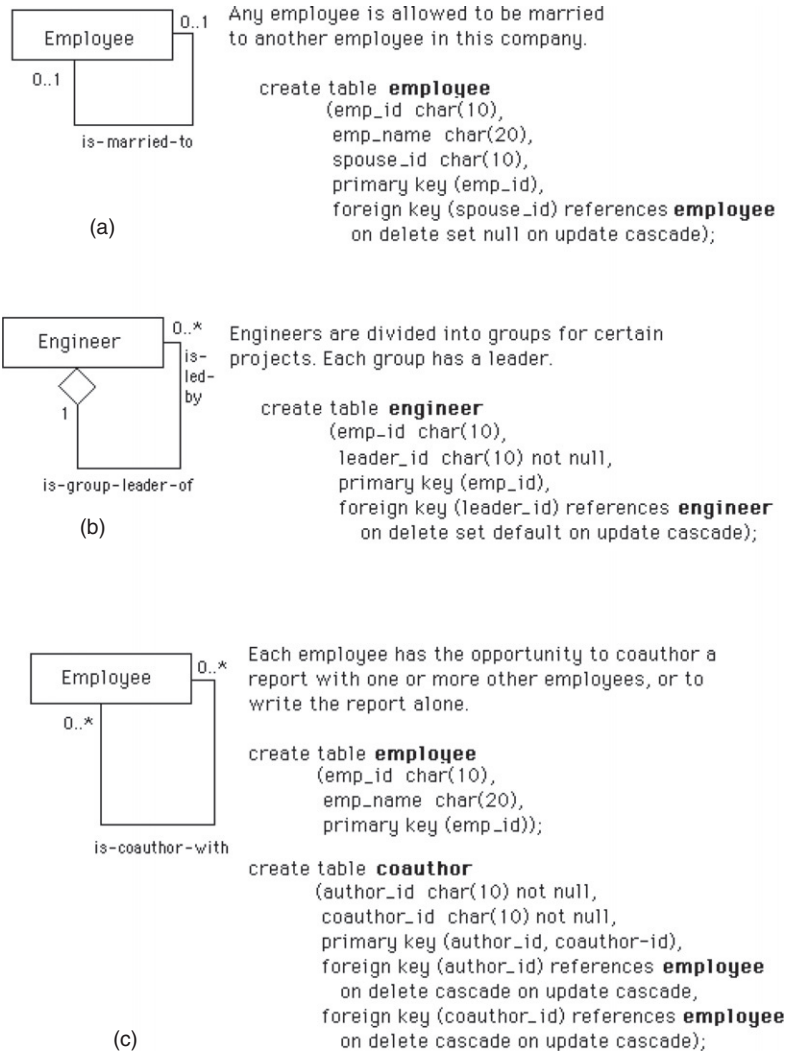 Employee
0..1
0..1
is-married-to
(a)
Any employee is allowed to be married
to another employee in this company.
create table employee
(emp_id char(10),
emp_name char(20),
spouse_id char(10),
primary key (emp_id),
foreign key (spouse_id) references employee
on delete set null on update cascade);
Engineer
0..*
is-
led-
by
1
is-group-leader-of
(b)
Engineers are divided into groups for certain
projects. Each group has a leader.
create table engineer
(emp_id char(10),
leader_id char(10) not null,
primary key (emp_id),
foreign key (leader_id) references engineer
on delete set default on update cascade);
Employee
0..*
0..*
is-coauthor-with
Each employee has the opportunity to coauthor a
report with one or more other employees, or to
write the report alone.
create table employee
(emp_id char(10),
emp_name char(20),
primary key (emp_id));
create table coauthor
(author_id char(10) not null,
coauthor_id char(10) not null,
primary key (author_id, coauthor-id),
foreign key (author_id) references employee
on delete cascade on update cascade,
foreign key (coauthor_id) references employee
on delete cascade on update cascade);
(c)